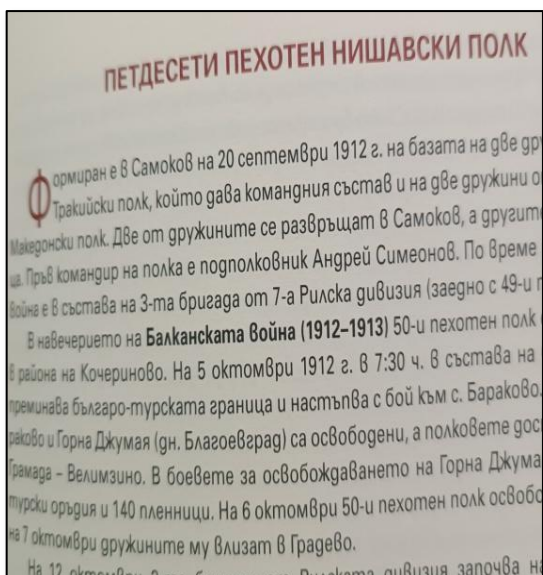 ПЕТДЕСЕТИ ПЕХОТЕН НИШАВСКИ ПОЛК
Формиран е в Самоков на 20 септември 1912 г. на базата на две
Тракийски полк, който дава командния състав и на две дружини
Македонски полк. Две от дружините се развръщат в Самоков, а другите
ца. Пръв командир на полка е подполковник Андрей Симеонов. По време
война е в състава на 3-та бригада от 7-а Рилска дивизия (заедно с 49-и
В навечерието на Балканската война (1912–1913) 50-и пехотен полк
в района на Кочериново. На 5 октомври 1912 г. в 7:30 ч. в състава на
преминава българо-турската граница и настъпва с бой към с. Бараково.
раково и Горна Джумая (дн. Благоевград) са освободени, а полковете
Грамада – Велимзино. В боевете за освобождаването на Горна
турски оръдия и 140 пленници. На 6 октомври 50-и пехотен полк
на 7 октомври дружините му влизат в Градево.
На 12 дивизия започва